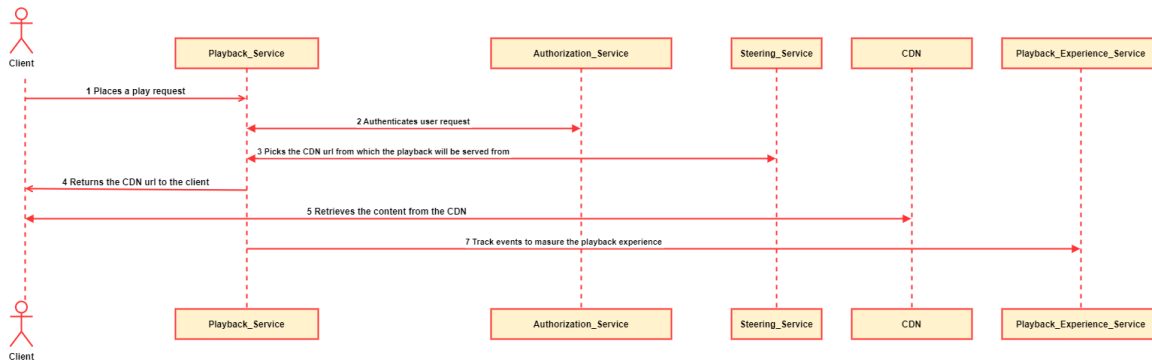 Client
Playback_Service
Authorization_Service
Steering_Service
CDN
Playback_Experience_Service
1 Places a play request
2 Authenticates user request
3 Picks the CDN url from which the playback will be served from
4 Returns the CDN url to the client
5 Retrieves the content from the CDN
7 Track events to masure the playback experience
Playback_Service
Authorization_Service
Steering_Service
CDN
Playback_Experience_Service
Client